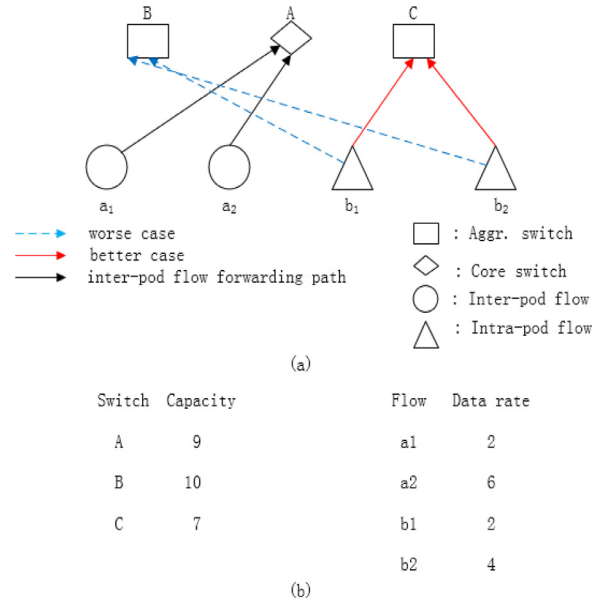 B A C
a₁ a₂ b₁ b₂
worse case
better case
inter-pod flow forwarding path
: Aggr. switch
: Core switch
: Inter-pod flow
: Intra-pod flow
(a)
Switch Capacity Flow Data rate
A 9 a1 2
B 10 a2 6
C 7 b1 2
b2 4
(b)